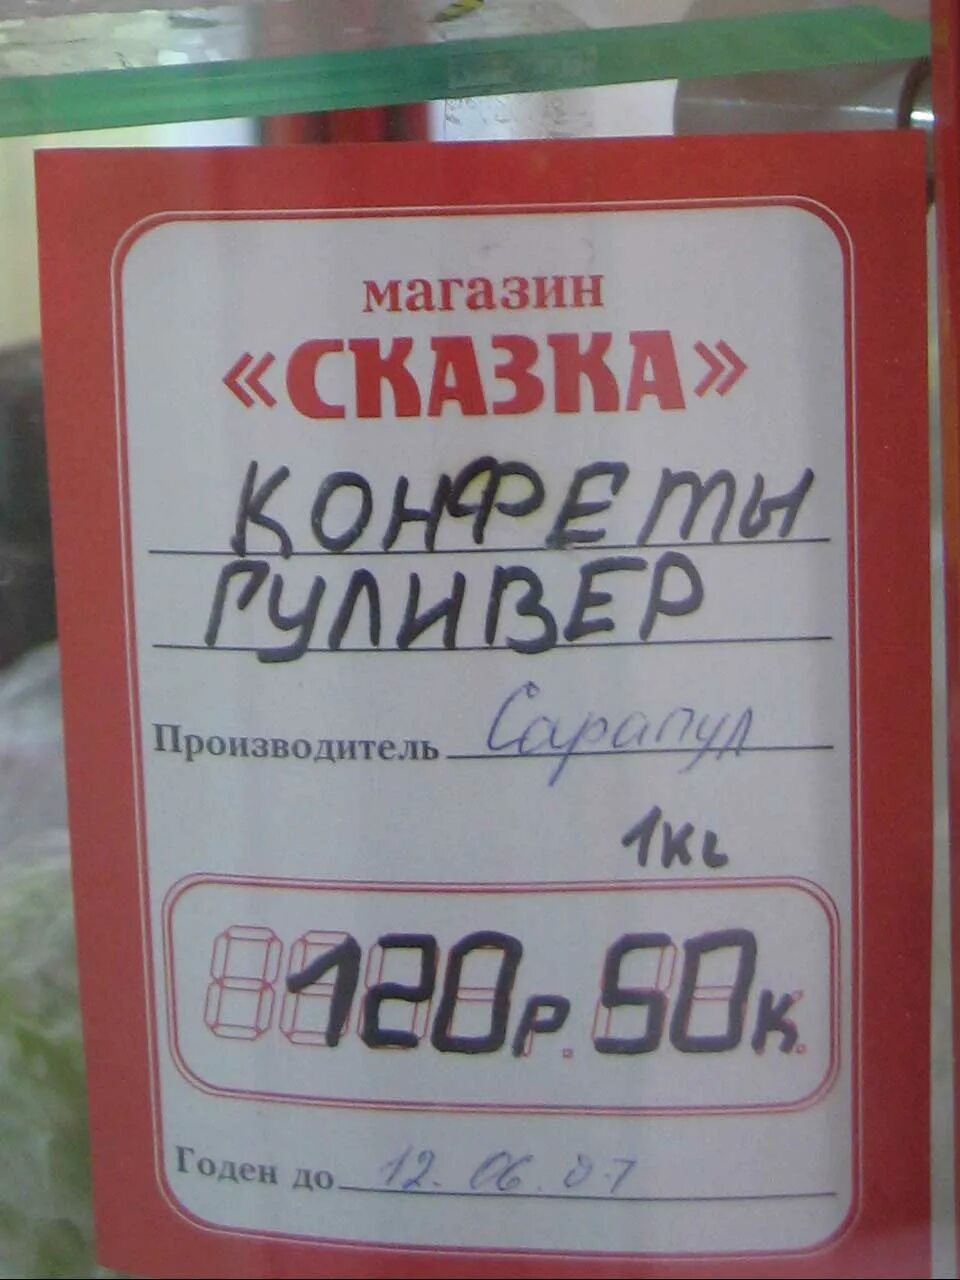 магазин
«СКАЗКА»
КОНФЕТЫ
ГУЛИВЕР
Производитель Сарапул
1кг
120р. 50к.
Годен до 12.06.07